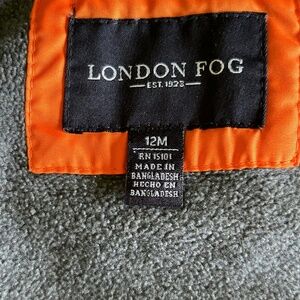 LONDON FOG
EST. 1923
12M
RN 15101
MADE IN
BANGLADESH
HECHO EN
BANGLADESH